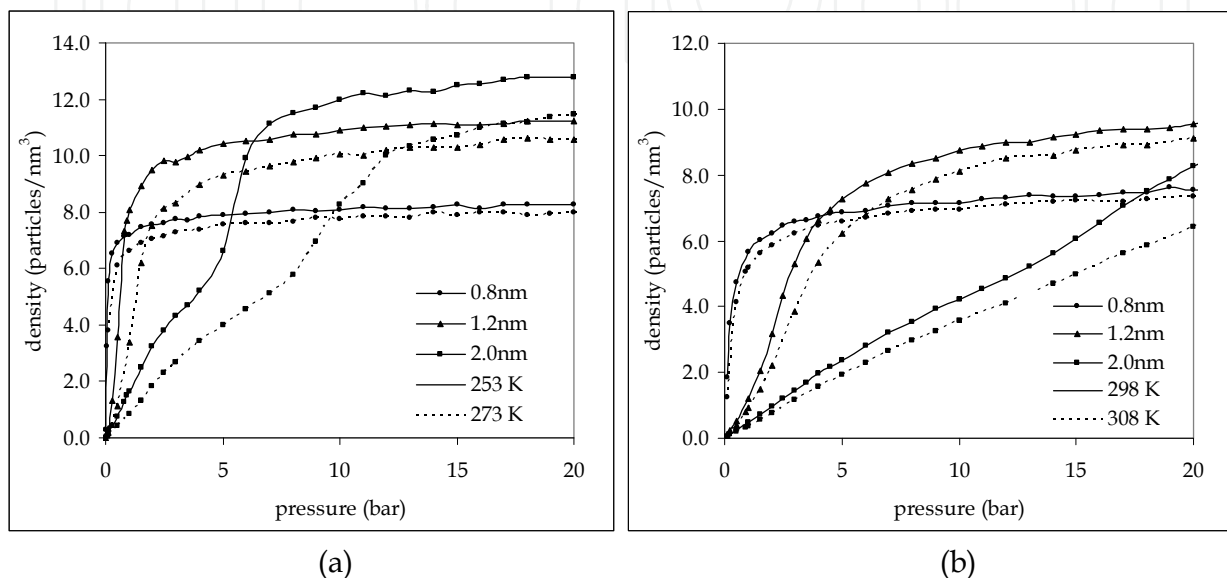 14.0
12.0
10.0
8.0
6.0
4.0
2.0
0.0
density (particles/nm³)
0 5 10 15 20
pressure (bar)
0.8nm
1.2nm
2.0nm
253 K
273 K
(a)
12.0
10.0
8.0
6.0
4.0
2.0
0.0
density (particles/nm³)
0 5 10 15 20
pressure (bar)
0.8nm
1.2nm
2.0nm
298 K
308 K
(b)